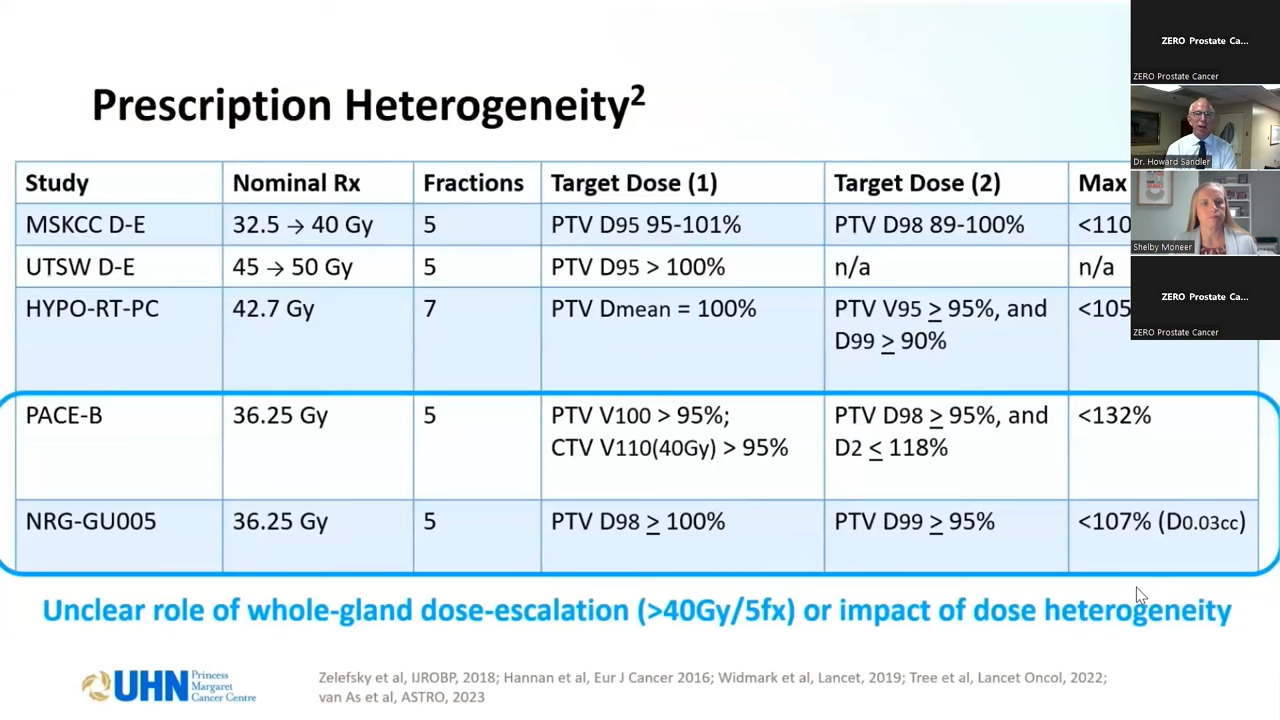 Prescription Heterogeneity2
Study Nominal Rx Fractions Target Dose (1) Target Dose (2) Max
MSKCC D-E 32.5 → 40 Gy 5 PTV D95 95-101% PTV D98 89-100% <110
UTSW D-E 45 → 50 Gy 5 PTV D95 > 100% n/a n/a
HYPO-RT-PC 42.7 Gy 7 PTV Dmean = 100% PTV V95 ≥ 95%, and
D99 ≥ 90% <105
PACE-B 36.25 Gy 5 PTV V100 > 95%;
CTV V110(40Gy) > 95% PTV D98 ≥ 95%, and
D2 ≤ 118% <132%
NRG-GU005 36.25 Gy 5 PTV D98 ≥ 100% PTV D99 ≥ 95% <107% (D0.03cc)
Unclear role of whole-gland dose-escalation (>40Gy/5fx) or impact of dose heterogeneity
UHN Princess
Margaret
Cancer Centre
Zelefsky et al, IJROBP, 2018; Hannan et al, Eur J Cancer 2016; Widmark et al, Lancet, 2019; Tree et al, Lancet Oncol, 2022;
van As et al, ASTRO, 2023
ZERO Prostate Ca...
ZERO Prostate Cancer
Dr. Howard Sandler
Shelby Moneer
ZERO Prostate Ca...
ZERO Prostate Cancer